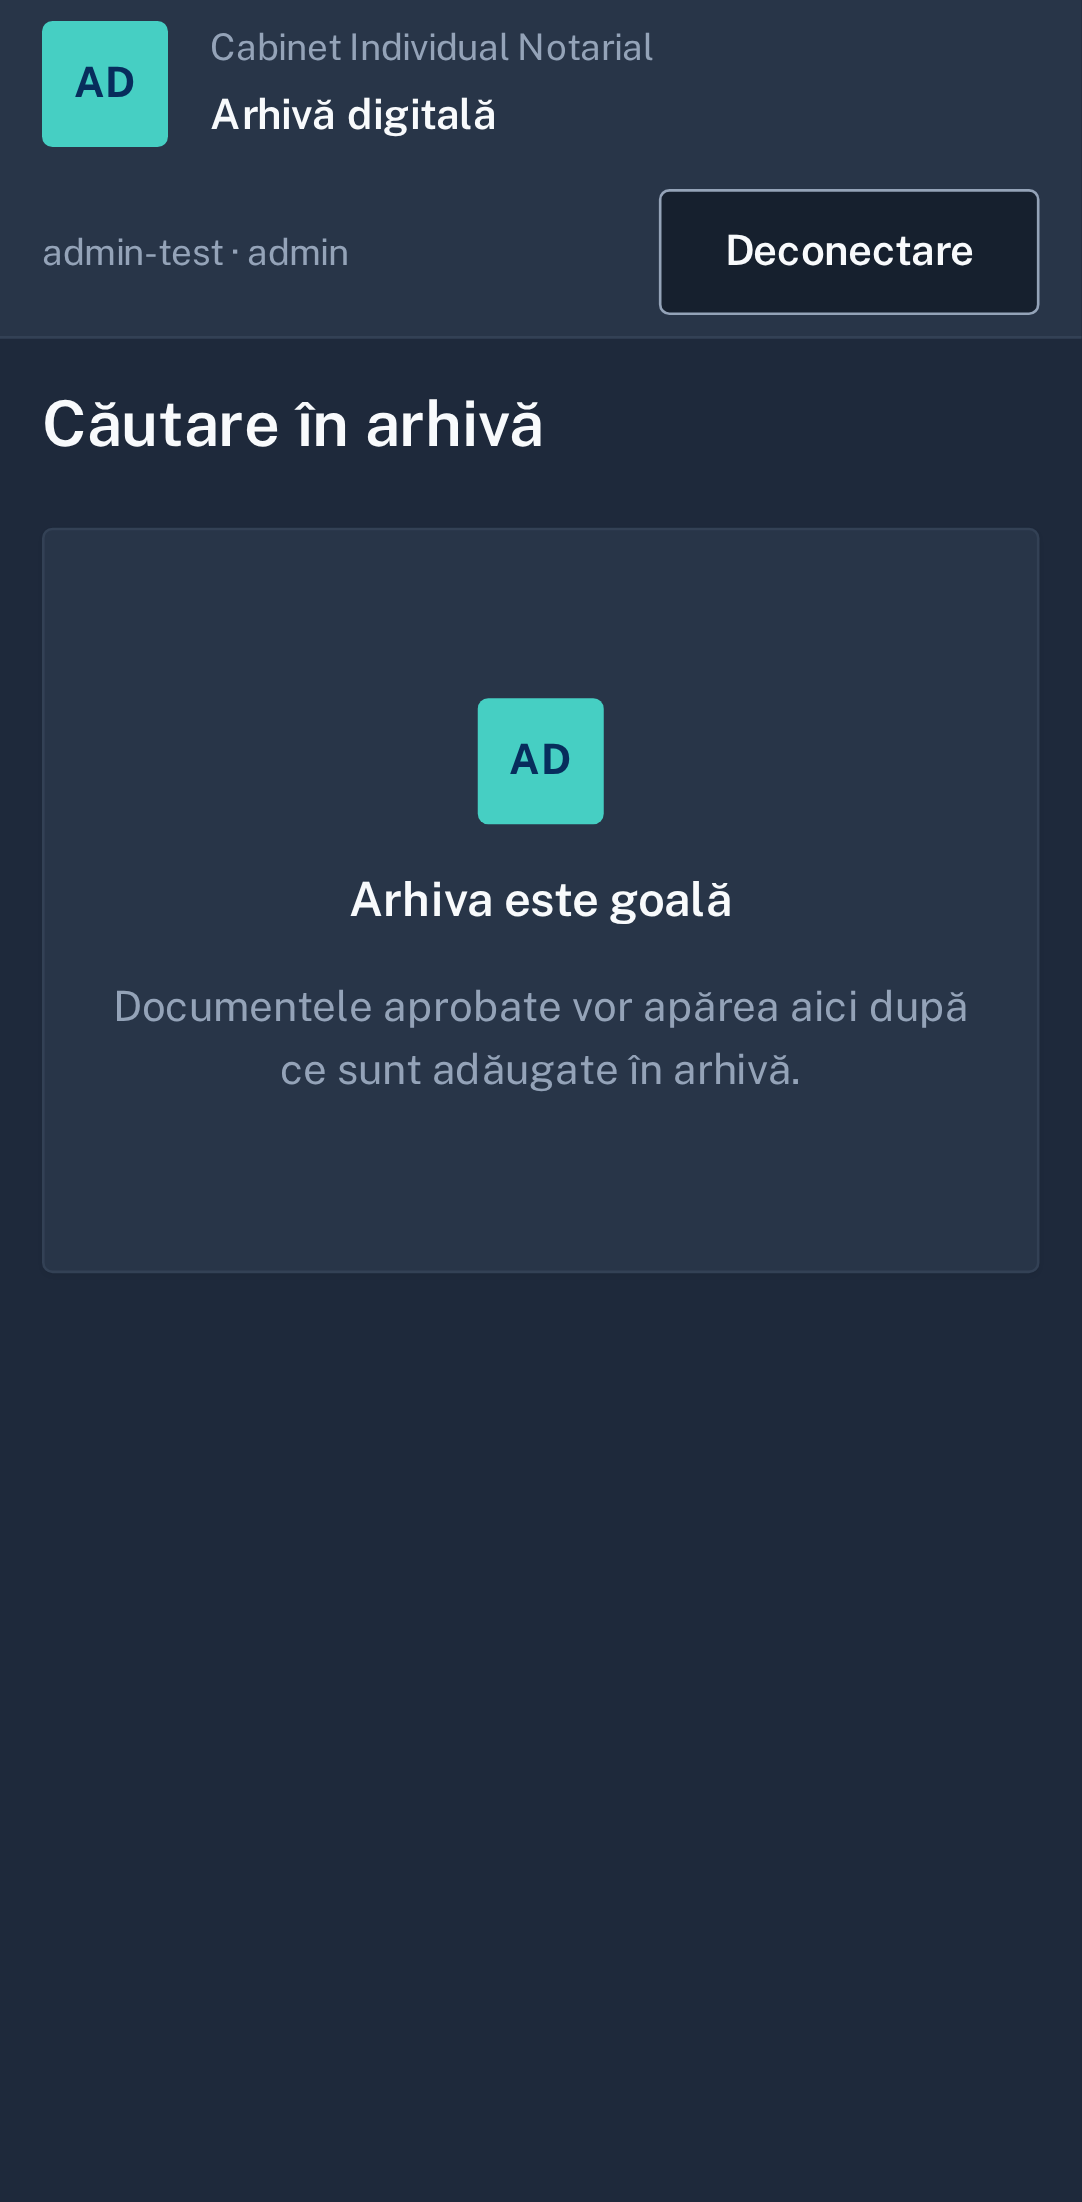 AD
Cabinet Individual Notarial
Arhivă digitală
admin-test · admin
Deconectare
Căutare în arhivă
AD
Arhiva este goală
Documentele aprobate vor apărea aici după
ce sunt adăugate în arhivă.